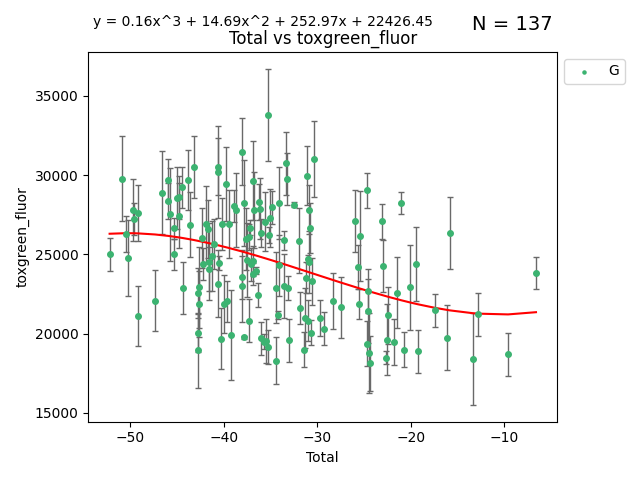 y = 0.16x^3 + 14.69x^2 + 252.97x + 22426.45
N = 137
Total vs toxgreen_fluor
G
35000
30000
25000
20000
15000
toxgreen_fluor
−50
−40
−30
−20
−10
Total